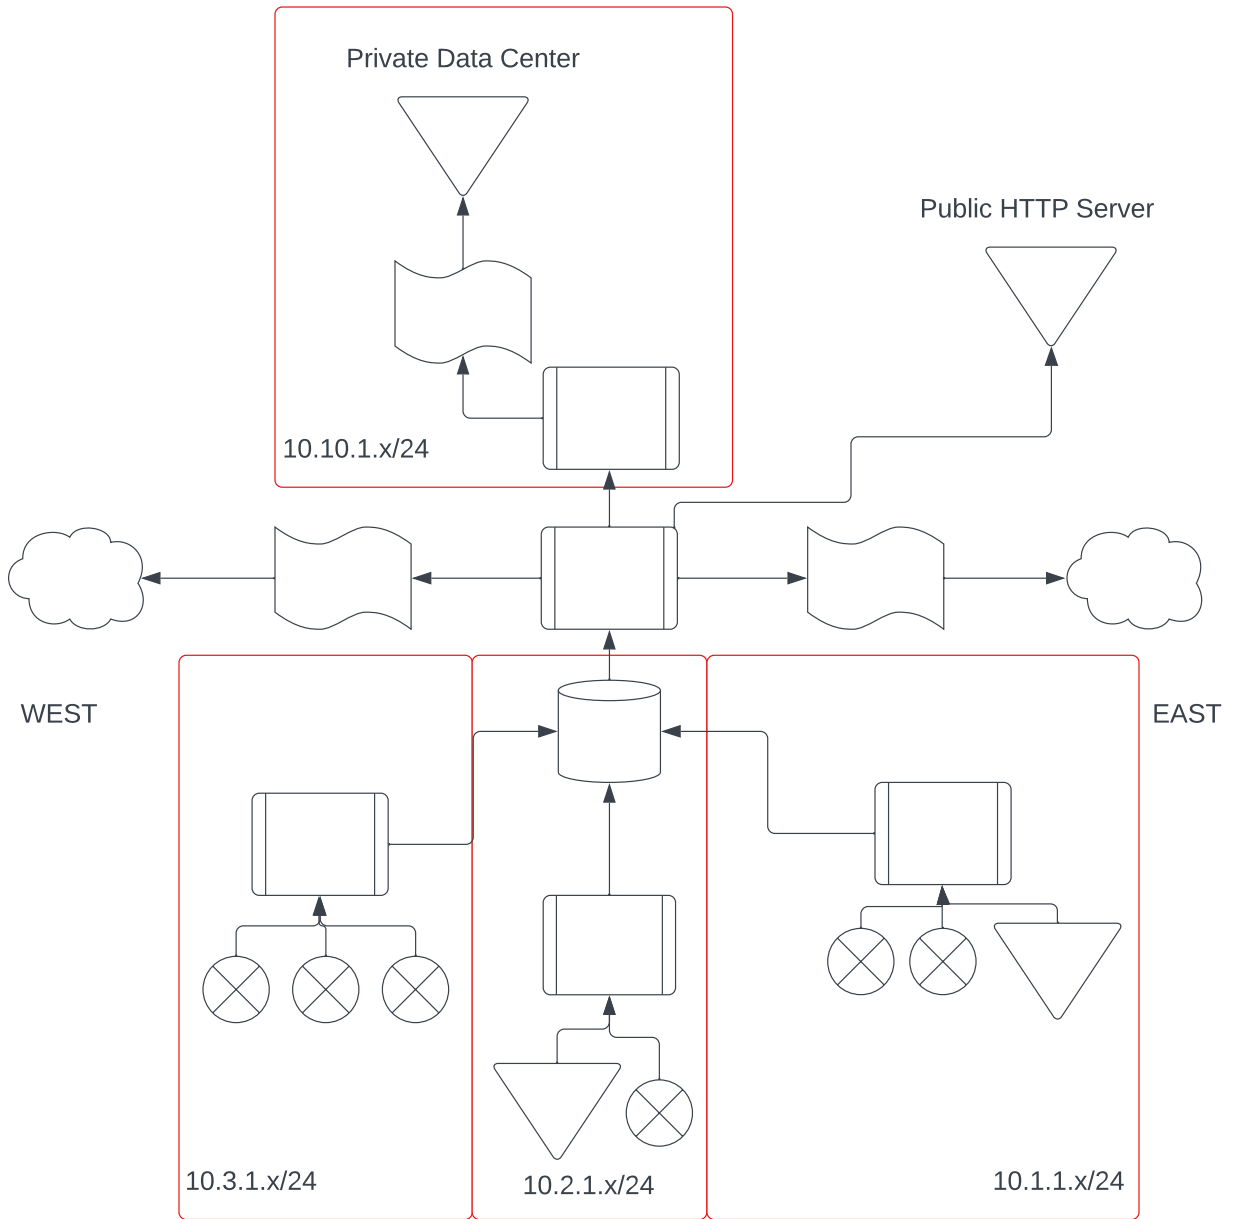 Private Data Center
Public HTTP Server
10.10.1.x/24
WEST
EAST
10.3.1.x/24
10.2.1.x/24
10.1.1.x/24